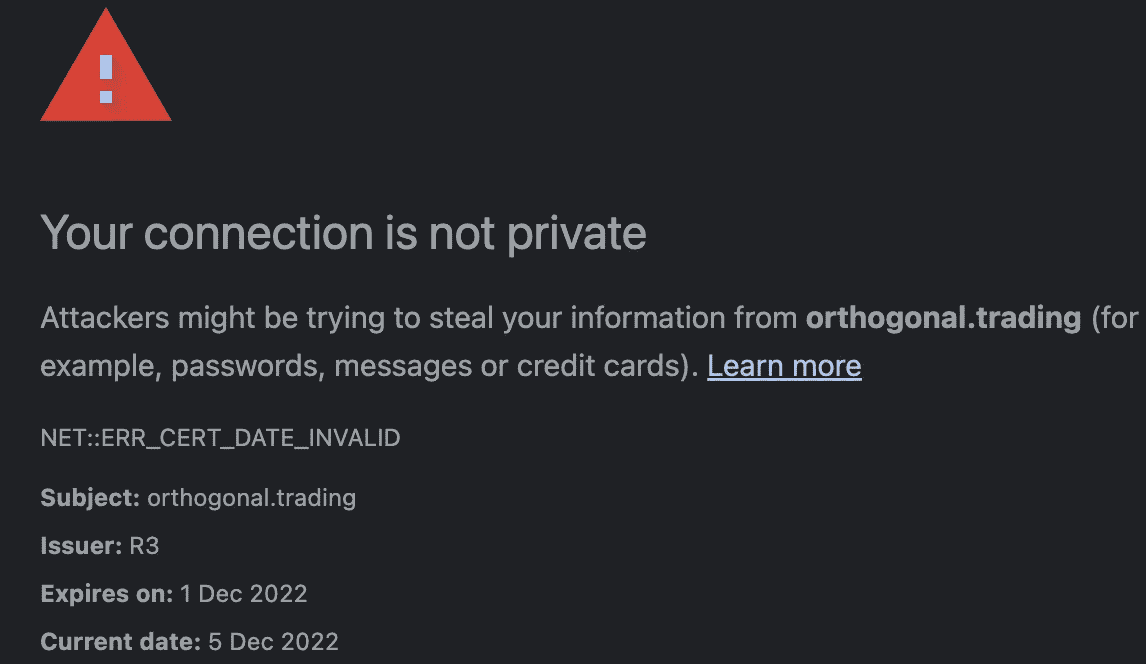 Your connection is not private
Attackers might be trying to steal your information from orthogonal.trading (for
example, passwords, messages or credit cards). Learn more
NET::ERR_CERT_DATE_INVALID
Subject: orthogonal.trading
Issuer: R3
Expires on: 1 Dec 2022
Current date: 5 Dec 2022